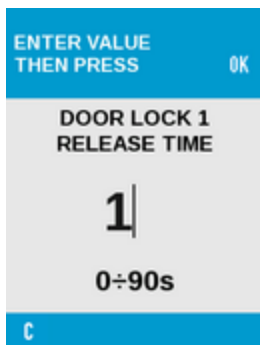 ENTER VALUE
THEN PRESS OK
DOOR LOCK 1
RELEASE TIME
1
0÷90s
C